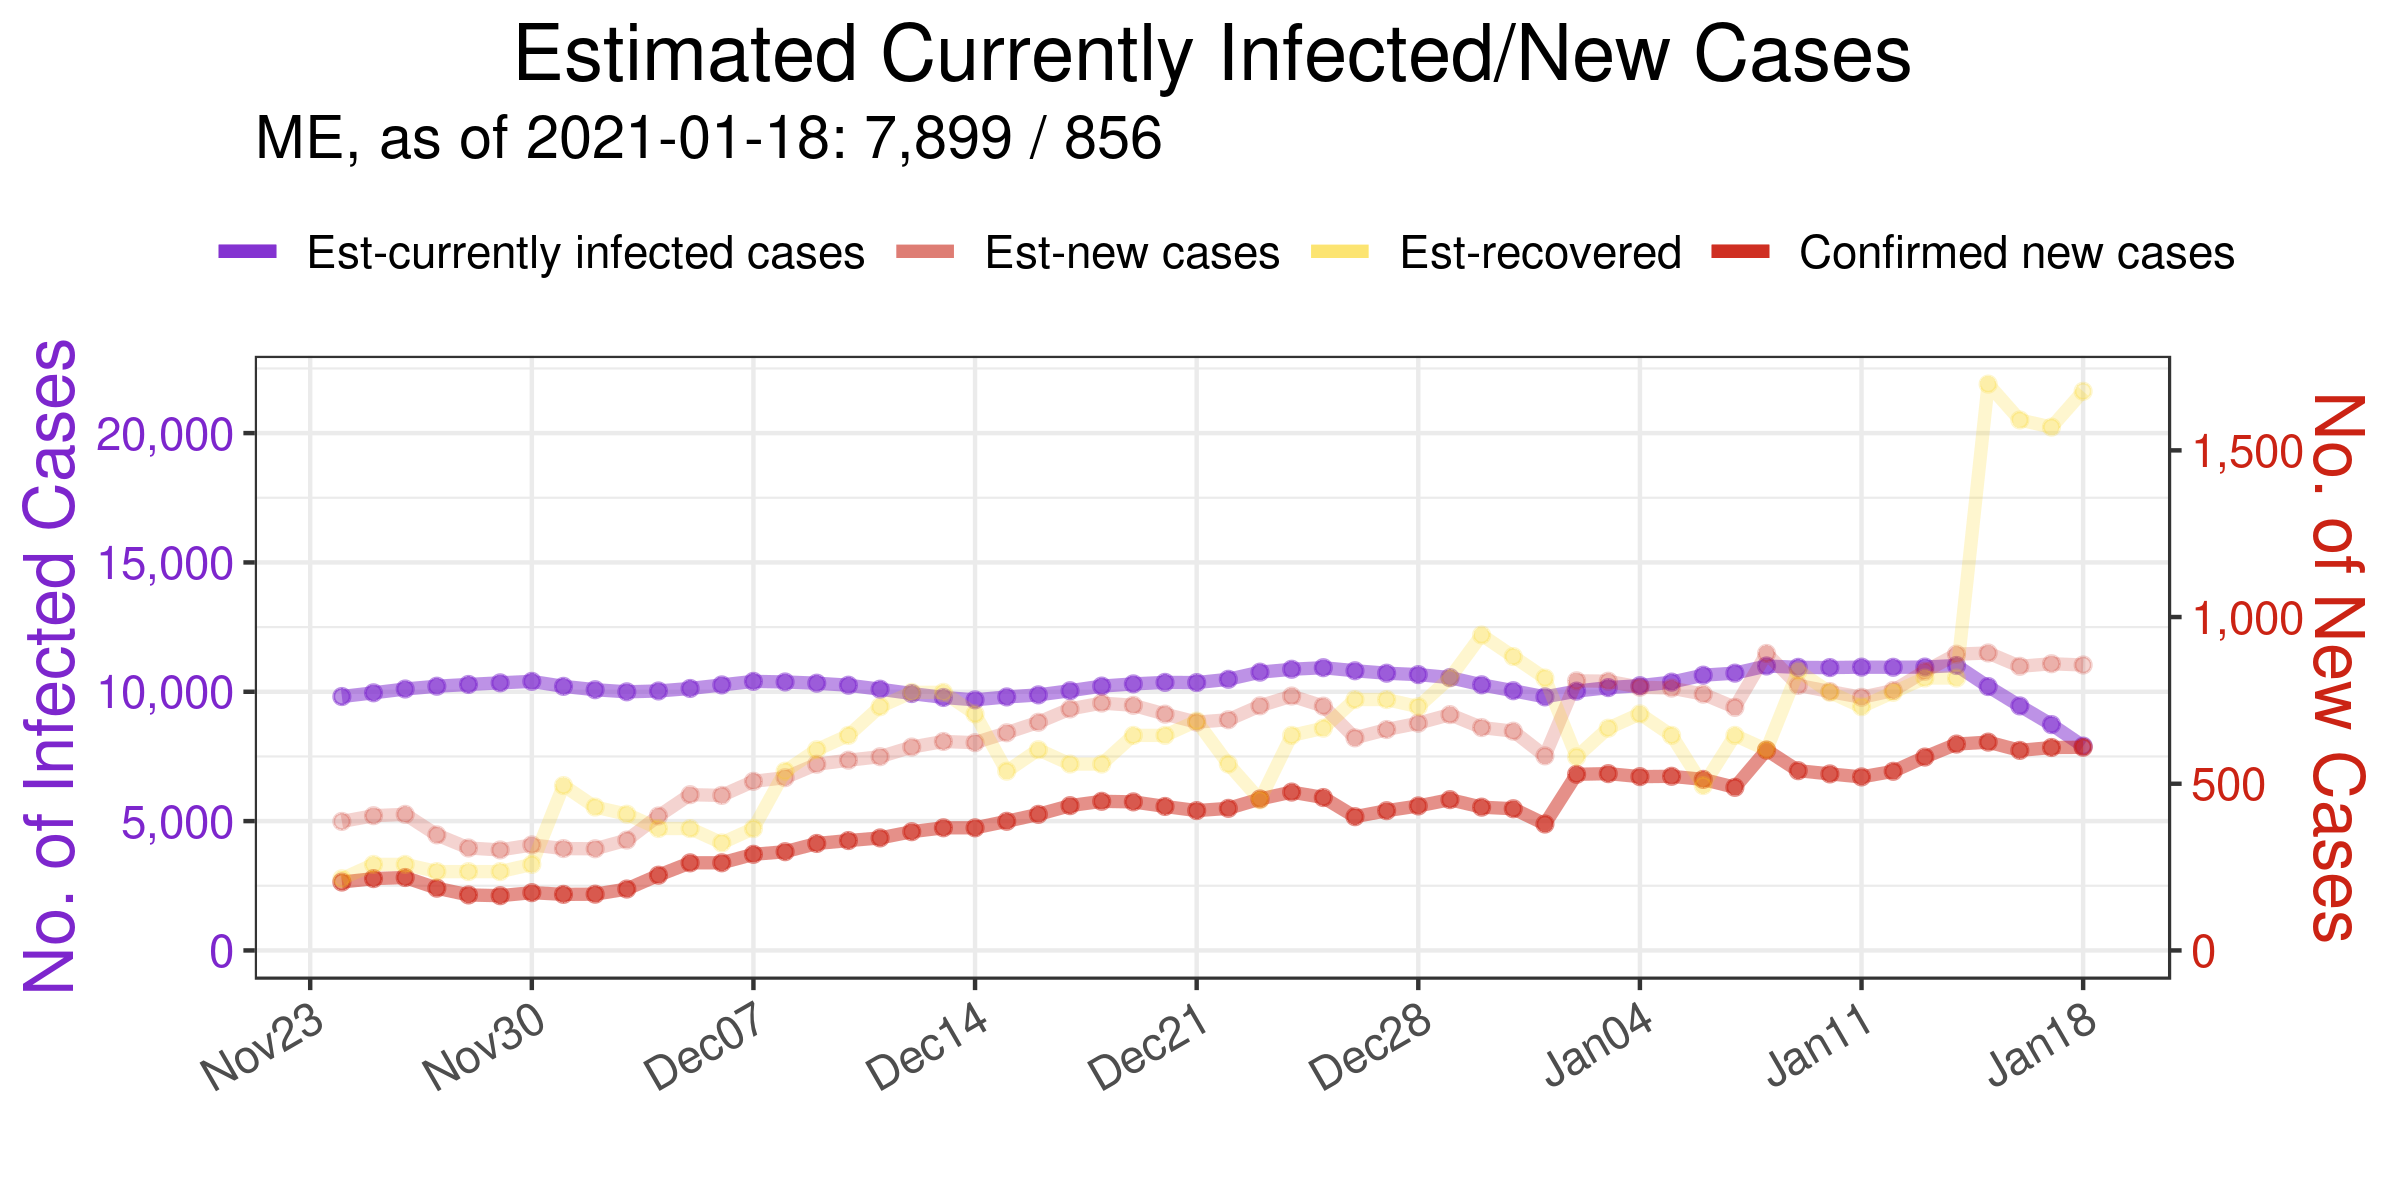 Estimated Currently Infected/New Cases
ME, as of 2021-01-18: 7,899 / 856
Est-currently infected cases Est-new cases Est-recovered Confirmed new cases
No. of Infected Cases
20,000
15,000
10,000
5,000
0
1,500
1,000
500
0
No. of New Cases
Nov23 Nov30 Dec07 Dec14 Dec21 Dec28 Jan04 Jan11 Jan18